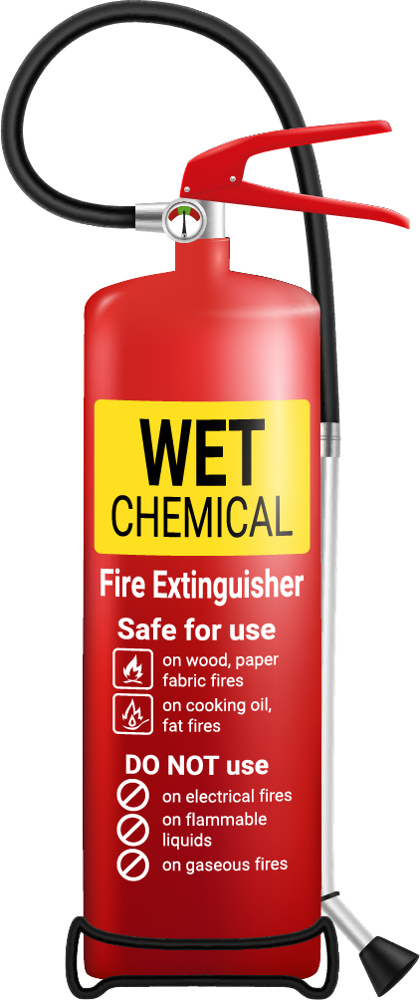 WET
CHEMICAL
Fire Extinguisher
Safe for use
on wood, paper
fabric fires
on cooking oil,
fat fires
DO NOT use
on electrical fires
on flammable
liquids
on gaseous fires